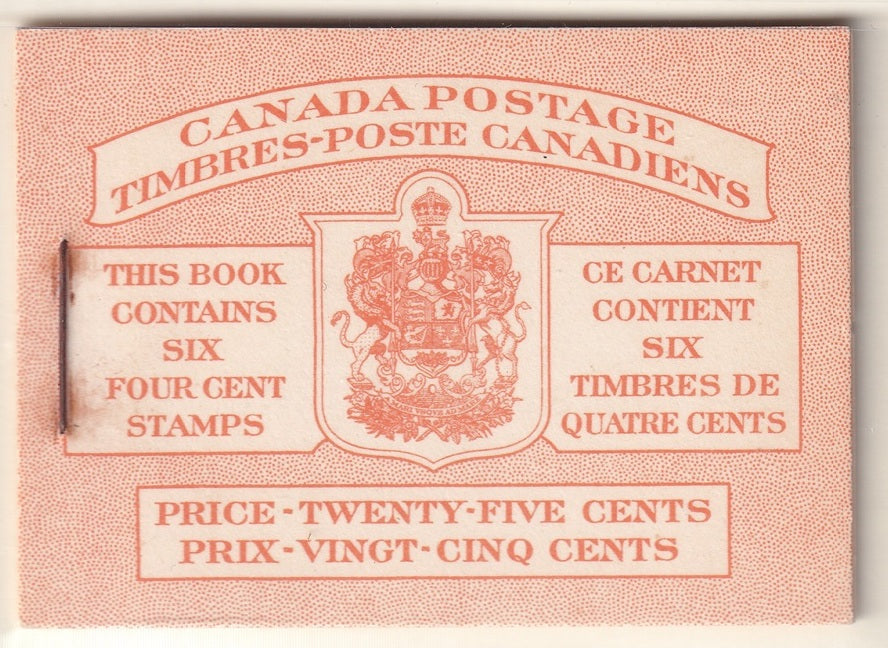 CANADA POSTAGE
TIMBRES-POSTE CANADIENS
THIS BOOK
CONTAINS
SIX
FOUR CENT
STAMPS
CE CARNET
CONTIENT
SIX
TIMBRES DE
QUATRE CENTS
PRICE-TWENTY-FIVE CENTS
PRIX-VINGT-CINQ CENTS